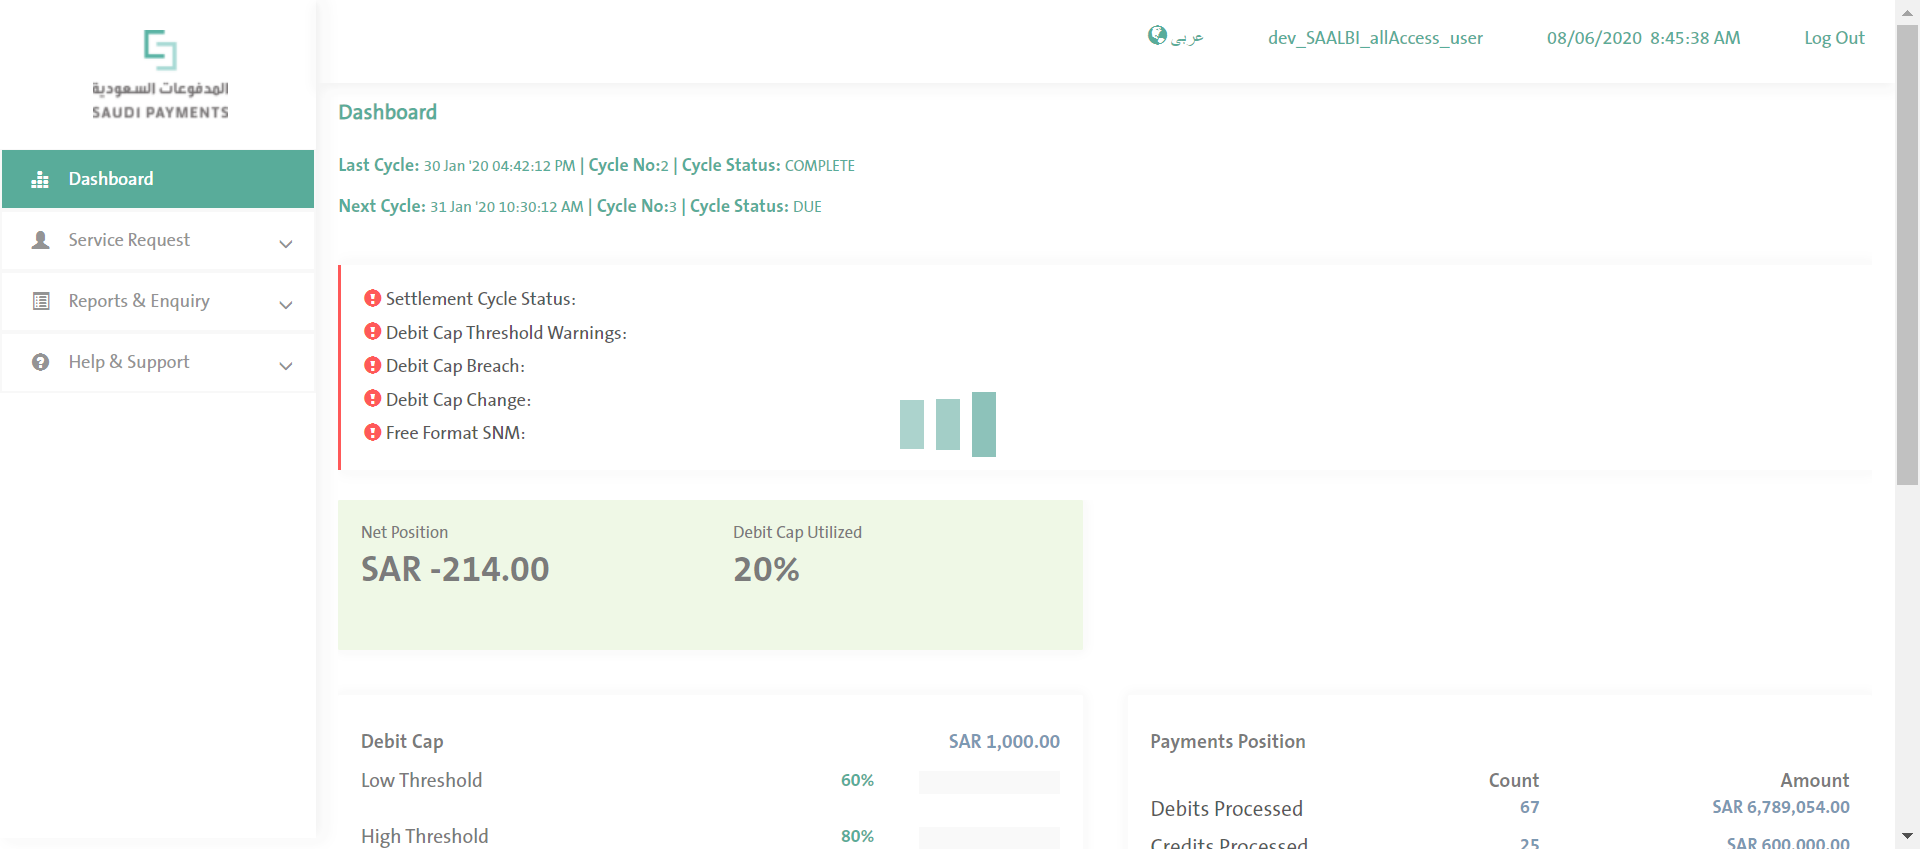 المدفوعات السعودية
SAUDI PAYMENTS
عربى
dev_SAALBI_allAccess_user
08/06/2020 8:45:38 AM
Log Out
Dashboard
Service Request
Reports & Enquiry
Help & Support
Dashboard
Last Cycle: 30 Jan '20 04:42:12 PM | Cycle No:2 | Cycle Status: COMPLETE
Next Cycle: 31 Jan '20 10:30:12 AM | Cycle No:3 | Cycle Status: DUE
Settlement Cycle Status:
Debit Cap Threshold Warnings:
Debit Cap Breach:
Debit Cap Change:
Free Format SNM:
Net Position
SAR -214.00
Debit Cap Utilized
20%
Debit Cap SAR 1,000.00
Low Threshold 60%
High Threshold 80%
Payments Position
Count Amount
Debits Processed 67 SAR 6,789,054.00
Credits Processed 25 SAR 600,000.00